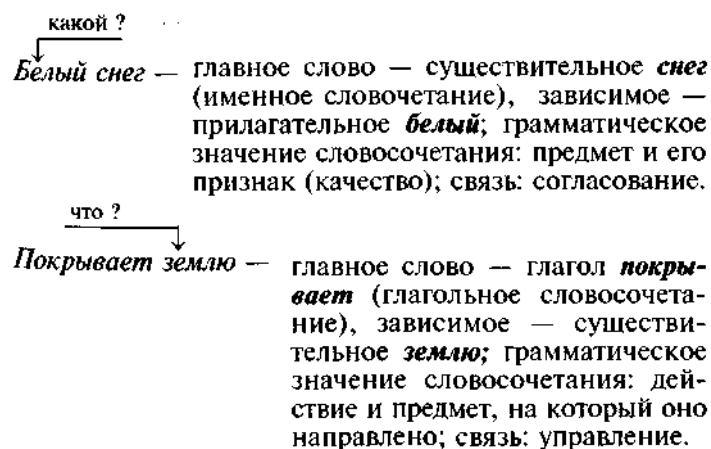 какой ?
Белый снег — главное слово — существительное снег
(именное словочетание), зависимое —
прилагательное белый; грамматическое
значение словосочетания: предмет и его
признак (качество); связь: согласование.
что ?
Покрывает землю — главное слово — глагол покры-
вает (глагольное словосочета-
ние), зависимое — существи-
тельное землю; грамматическое
значение словосочетания: дей-
ствие и предмет, на который оно
направлено; связь: управление.